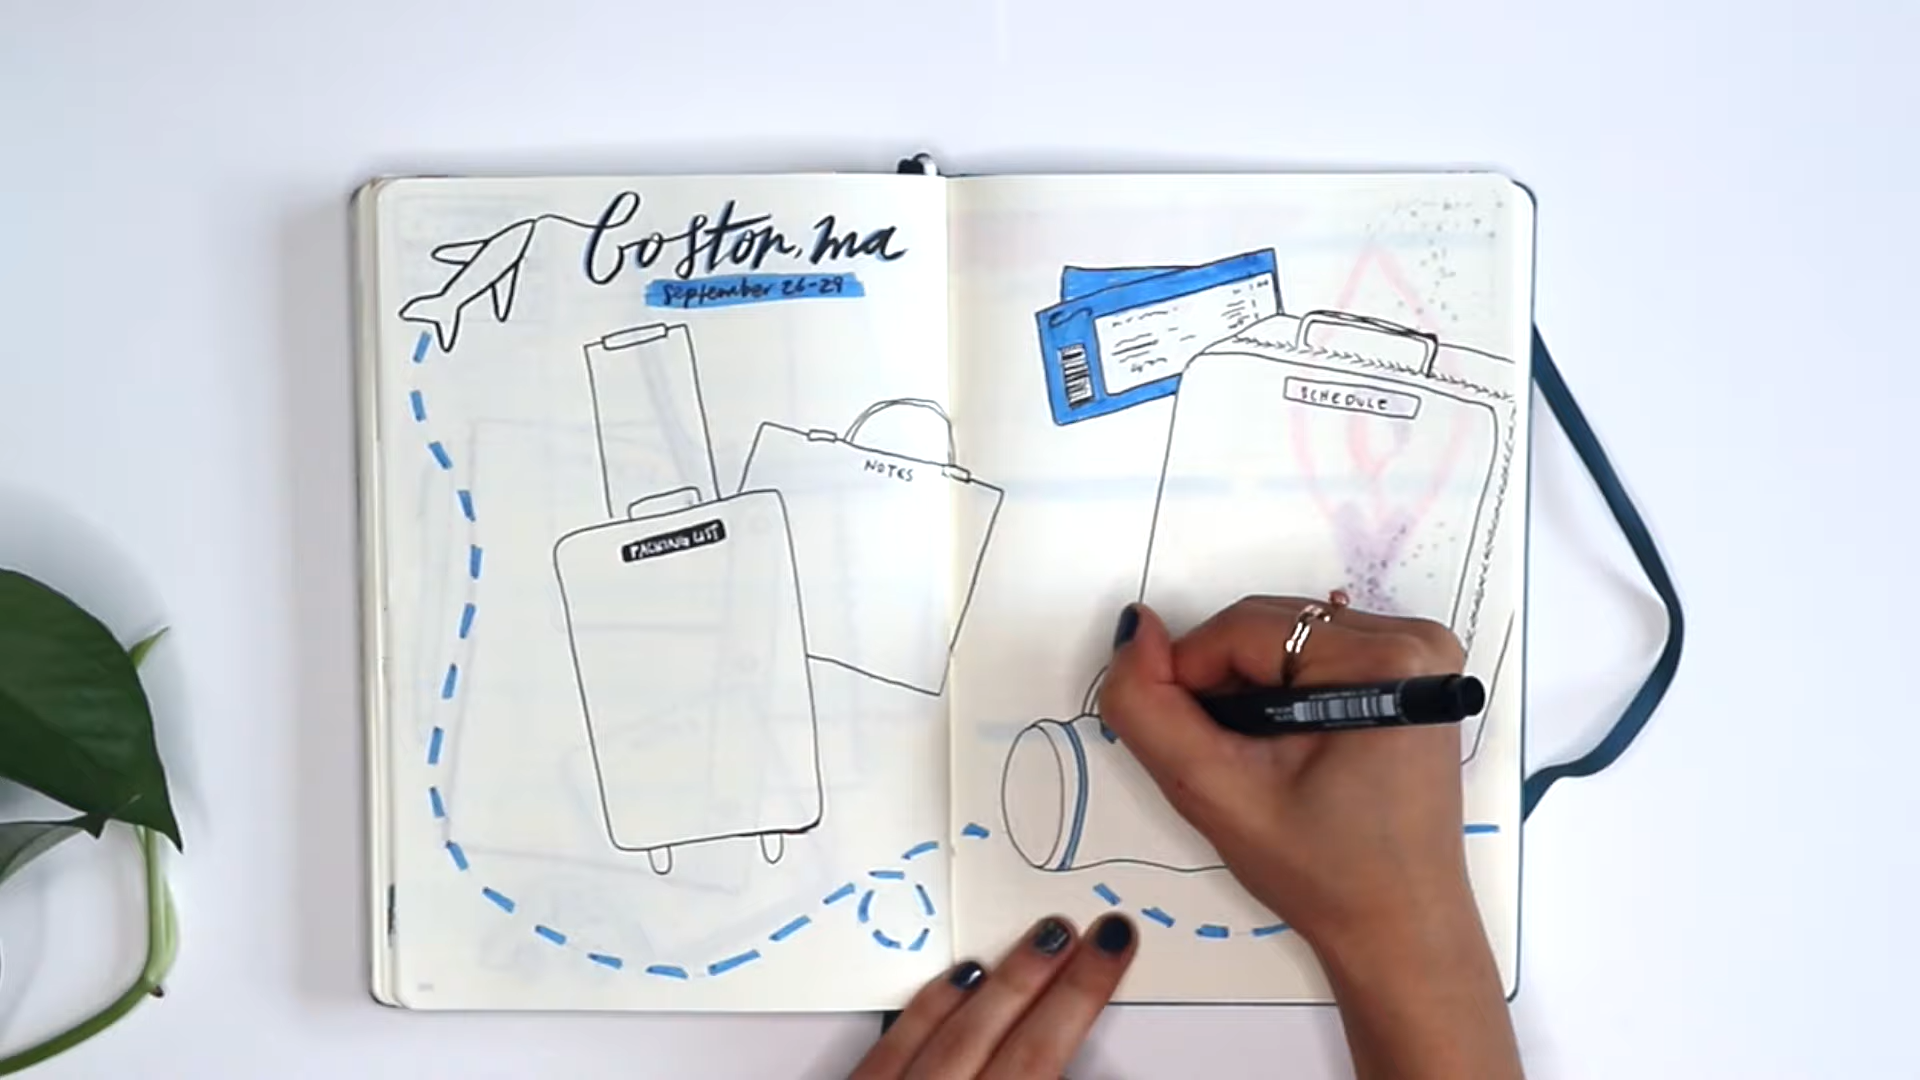 boston, ma
september 26-29
NOTES
PACKING LIST
SCHEDULE